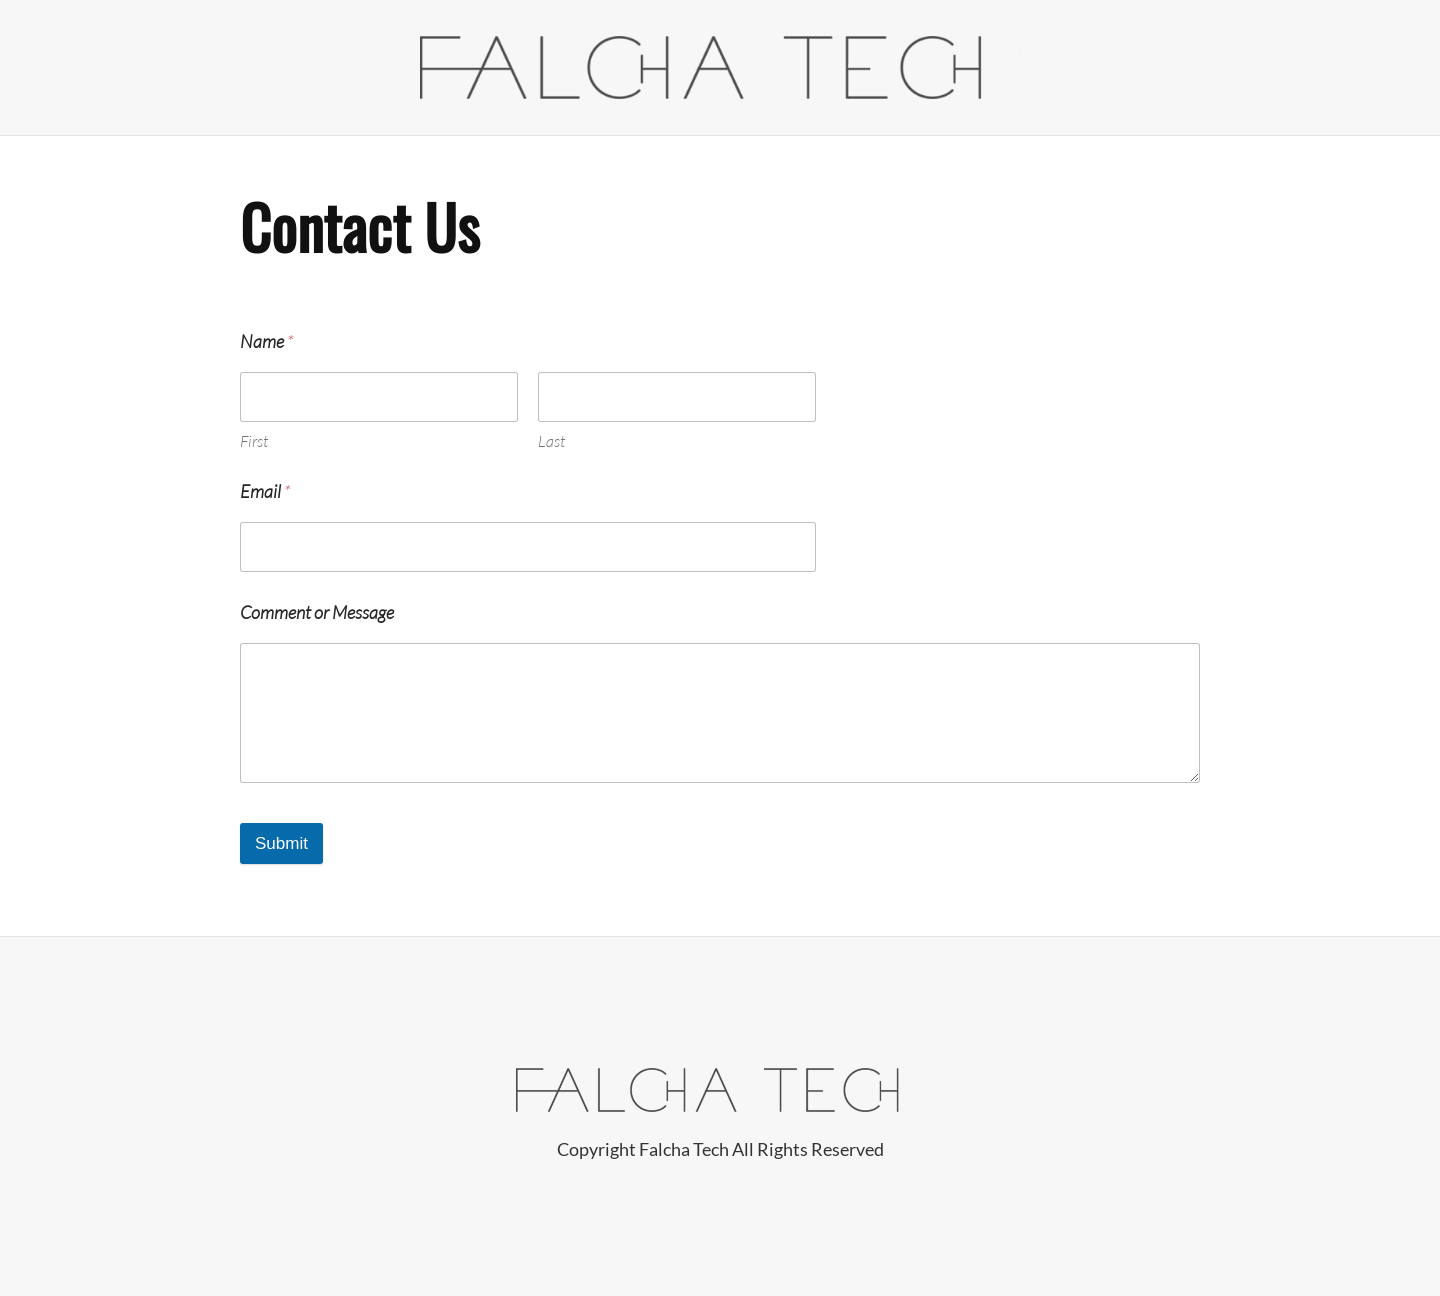 FALCHA TECH
Contact Us
Name *
First Last
Email *
Comment or Message
Submit
FALCHA TECH
Copyright Falcha Tech All Rights Reserved